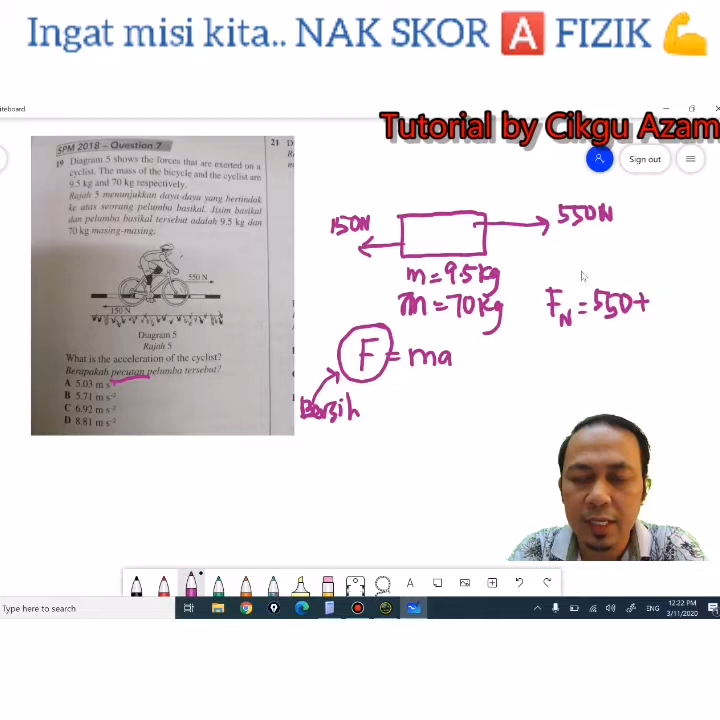 Ingat misi kita.. NAK SKOR 🅰 FIZIK 💪
iteboard
Tutorial by Cikgu Azam
Sign out
SPM 2018 – Question 7
19 Diagram 5 shows the forces that are exerted on a
cyclist. The mass of the bicycle and the cyclist are
9.5 kg and 70 kg respectively.
Rajah 5 menunjukkan daya-daya yang bertindak
ke atas seorang pelumba basikal. Jisim basikal
dan pelumba basikal tersebut adalah 9.5 kg dan
70 kg masing-masing.
550 N
150 N
Diagram 5
Rajah 5
What is the acceleration of the cyclist?
Berapakah pecutan pelumba tersebut?
A 5.03 m s
B 5.71 m s⁻²
C 6.92 m s⁻²
D 8.81 m s⁻²
21 D
150N
550N
m = 9.5kg
m = 70kg
F_N = 550+
F = ma
Bersih
A
Type here to search
ENG
12:22 PM
3/11/2020